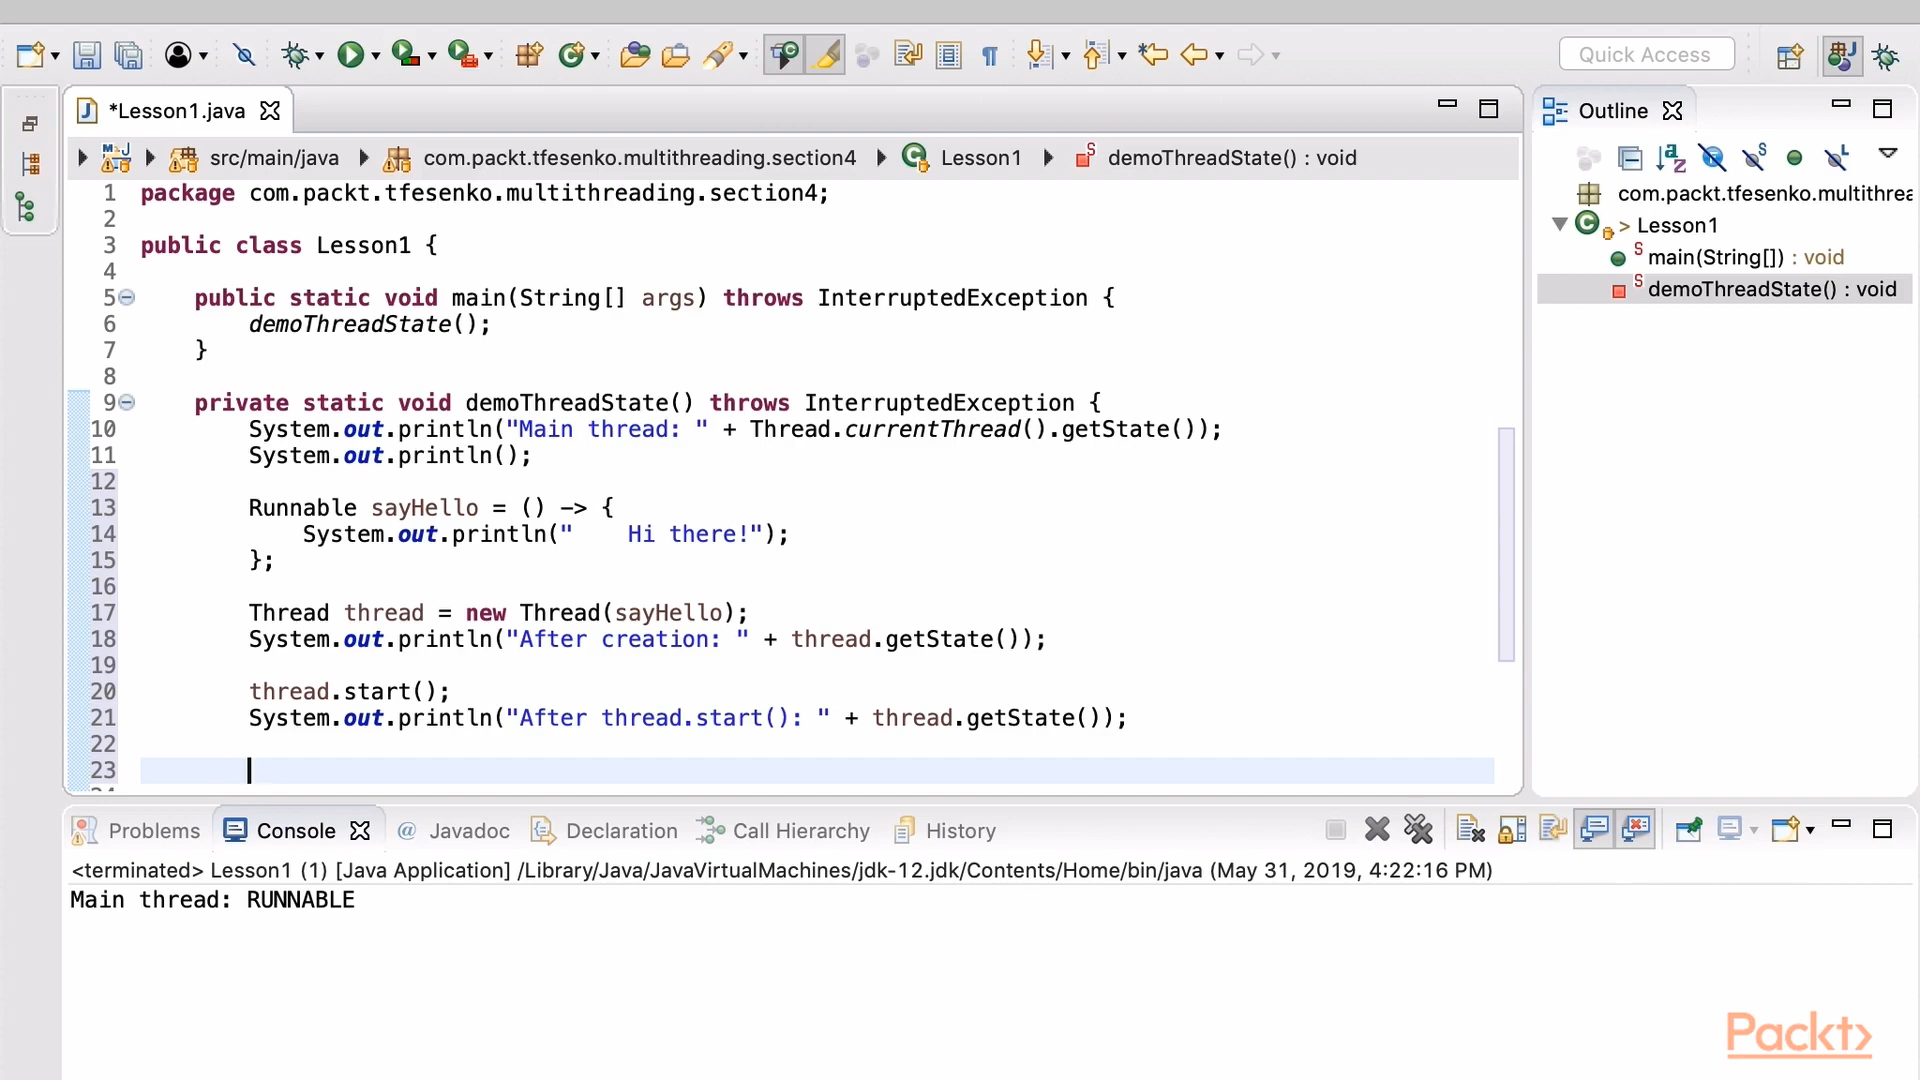 Quick Access
*Lesson1.java
src/main/java com.packt.tfesenko.multithreading.section4 Lesson1 demoThreadState() : void
1 package com.packt.tfesenko.multithreading.section4;
2
3 public class Lesson1 {
4
5 public static void main(String[] args) throws InterruptedException {
6 demoThreadState();
7 }
8
9 private static void demoThreadState() throws InterruptedException {
10 System.out.println("Main thread: " + Thread.currentThread().getState());
11 System.out.println();
12
13 Runnable sayHello = () -> {
14 System.out.println("    Hi there!");
15 };
16
17 Thread thread = new Thread(sayHello);
18 System.out.println("After creation: " + thread.getState());
19
20 thread.start();
21 System.out.println("After thread.start(): " + thread.getState());
22
23
Outline
com.packt.tfesenko.multithrea
> Lesson1
main(String[]) : void
demoThreadState() : void
Problems Console @ Javadoc Declaration Call Hierarchy History
<terminated> Lesson1 (1) [Java Application] /Library/Java/JavaVirtualMachines/jdk-12.jdk/Contents/Home/bin/java (May 31, 2019, 4:22:16 PM)
Main thread: RUNNABLE
Packt>